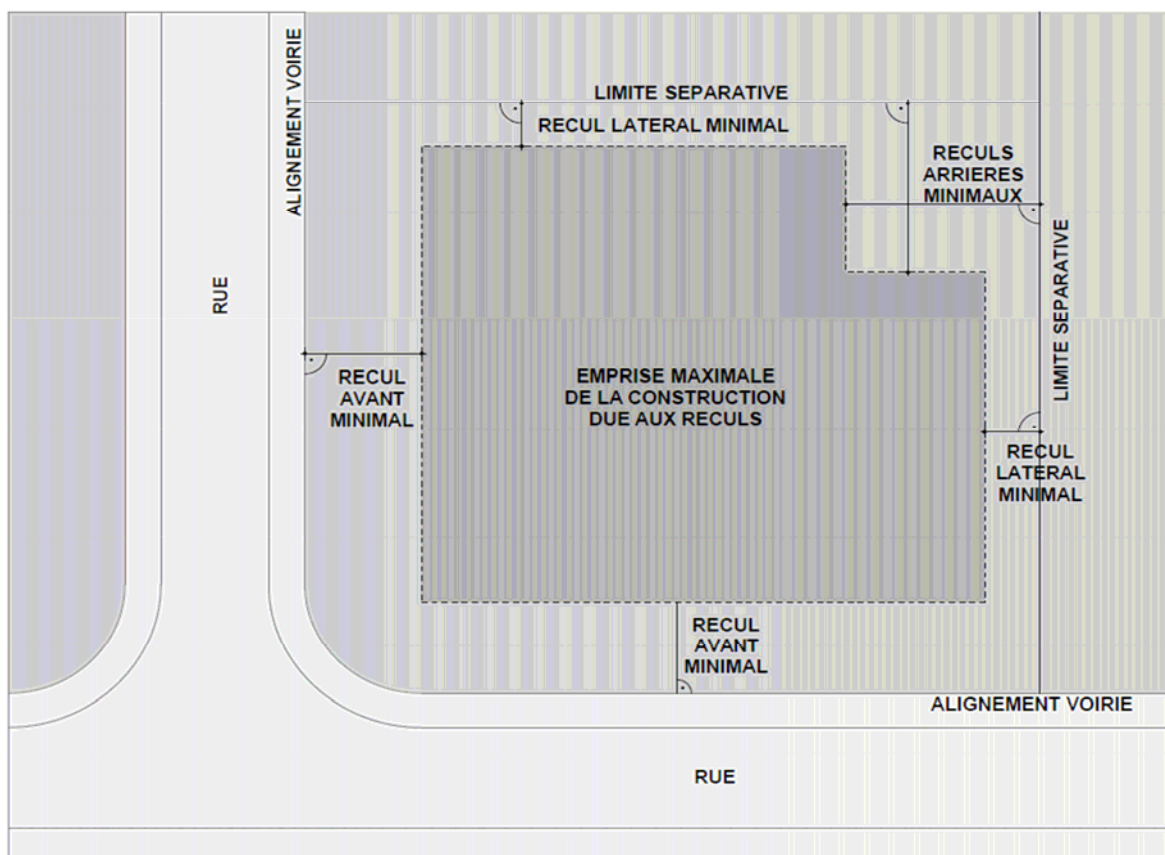 ALIGNEMENT VOIRIE
LIMITE SEPARATIVE
RECUL LATERAL MINIMAL
RECULS
ARRIERES
MINIMAUX
LIMITE SEPARATIVE
RUE
RECUL
AVANT
MINIMAL
EMPRISE MAXIMALE
DE LA CONSTRUCTION
DUE AUX RECULS
RECUL
LATERAL
MINIMAL
RECUL
AVANT
MINIMAL
ALIGNEMENT VOIRIE
RUE